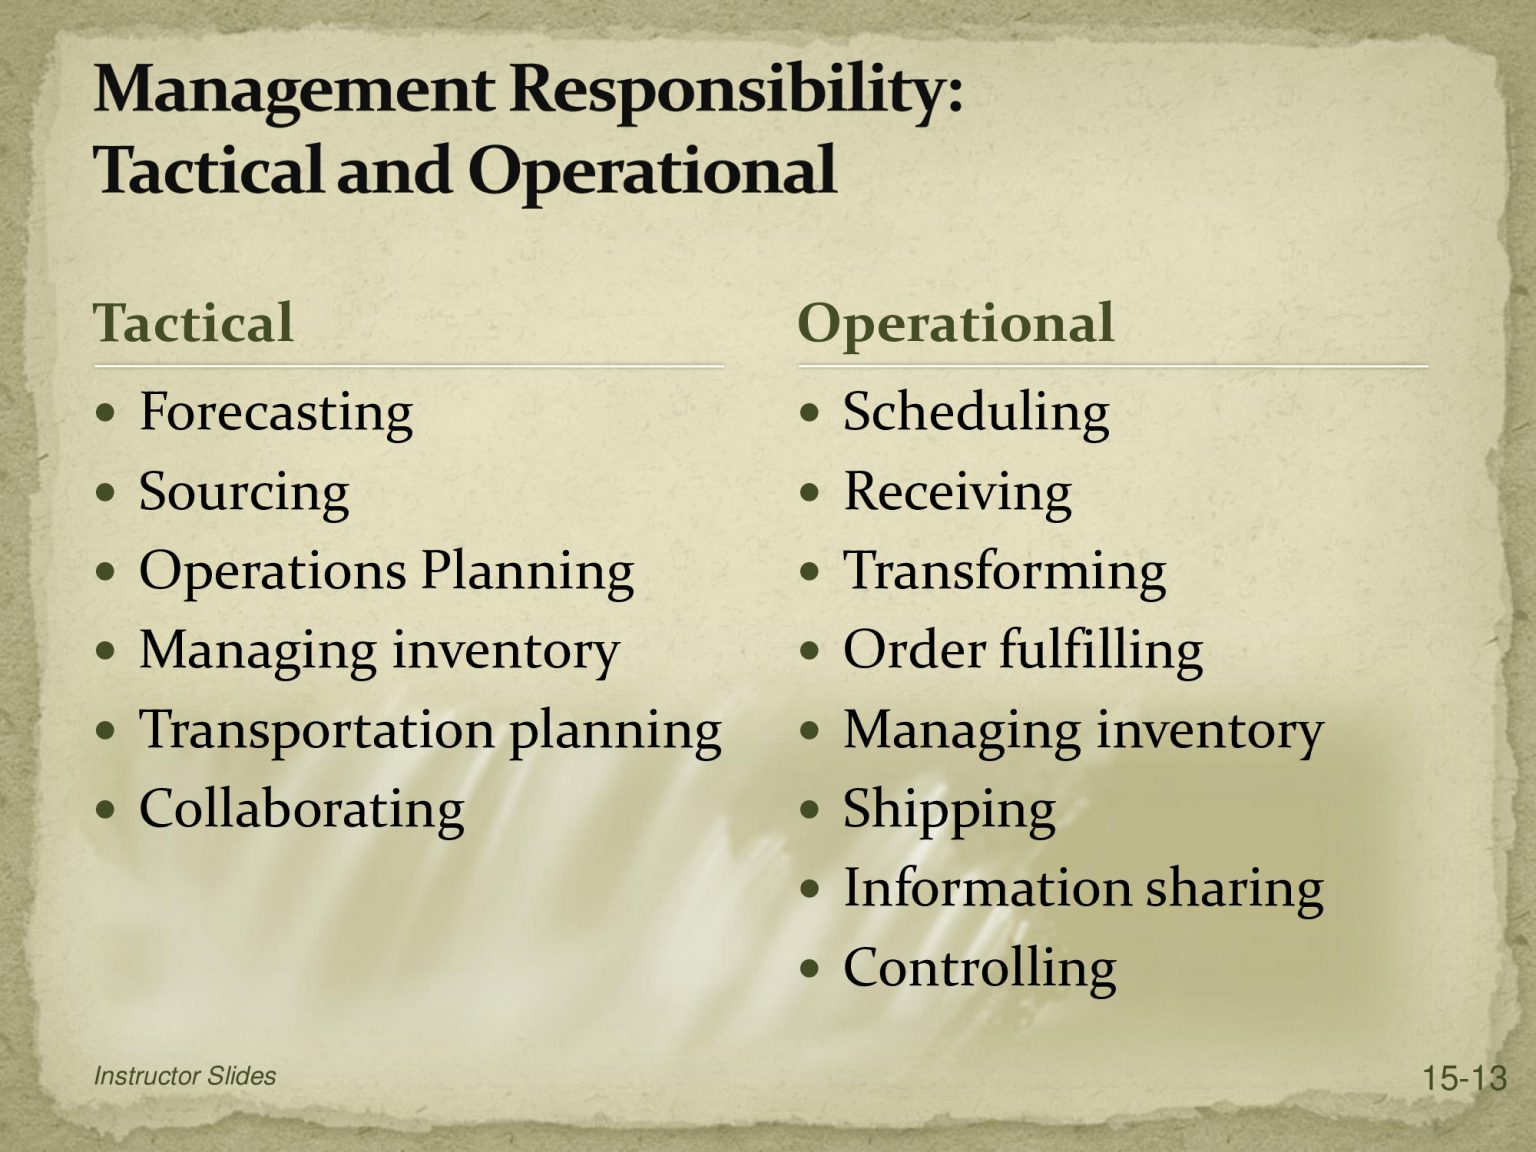 Management Responsibility:
Tactical and Operational
Tactical
• Forecasting
• Sourcing
• Operations Planning
• Managing inventory
• Transportation planning
• Collaborating
Operational
• Scheduling
• Receiving
• Transforming
• Order fulfilling
• Managing inventory
• Shipping
• Information sharing
• Controlling
Instructor Slides
15-13